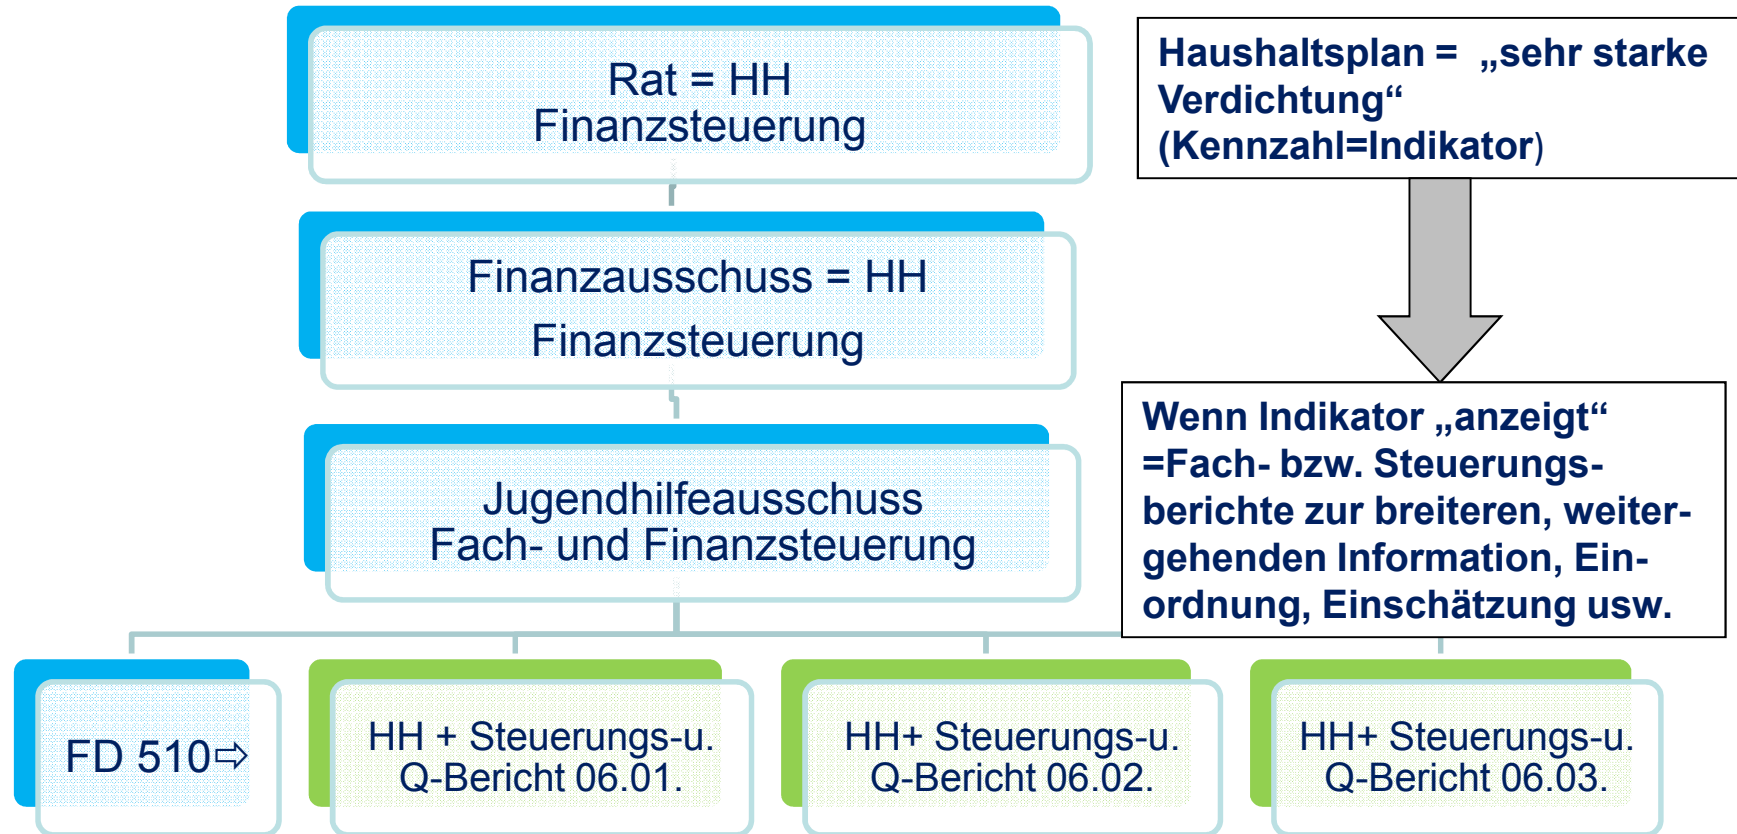 Rat = HH
Finanzsteuerung
Haushaltsplan = „sehr starke
Verdichtung“
(Kennzahl=Indikator)
Finanzausschuss = HH
Finanzsteuerung
Jugendhilfeausschuss
Fach- und Finanzsteuerung
Wenn Indikator „anzeigt“
=Fach- bzw. Steuerungs-
berichte zur breiteren, weiter-
gehenden Information, Ein-
ordnung, Einschätzung usw.
FD 510⇨
HH + Steuerungs-u.
Q-Bericht 06.01.
HH+ Steuerungs-u.
Q-Bericht 06.02.
HH+ Steuerungs-u.
Q-Bericht 06.03.